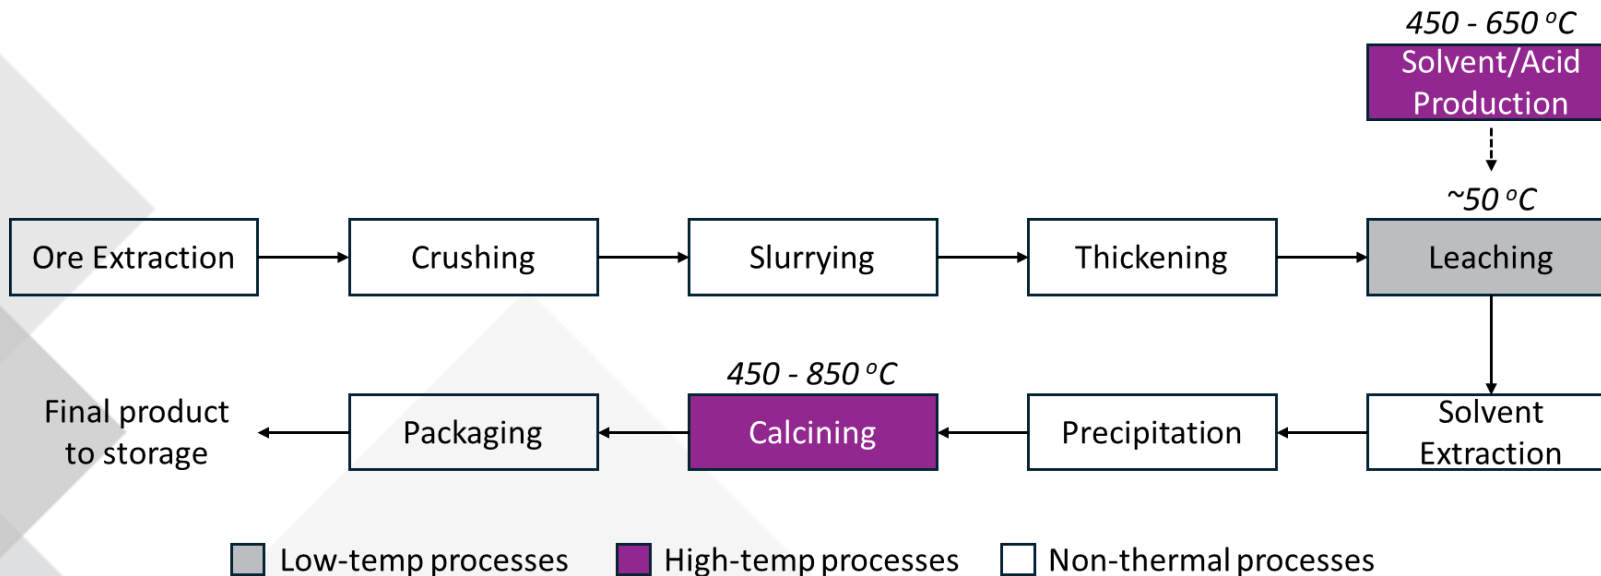 450 - 650 °C
Solvent/Acid
Production
~50 °C
Ore Extraction
Crushing
Slurrying
Thickening
Leaching
450 - 850 °C
Final product
to storage
Packaging
Calcining
Precipitation
Solvent
Extraction
Low-temp processes
High-temp processes
Non-thermal processes